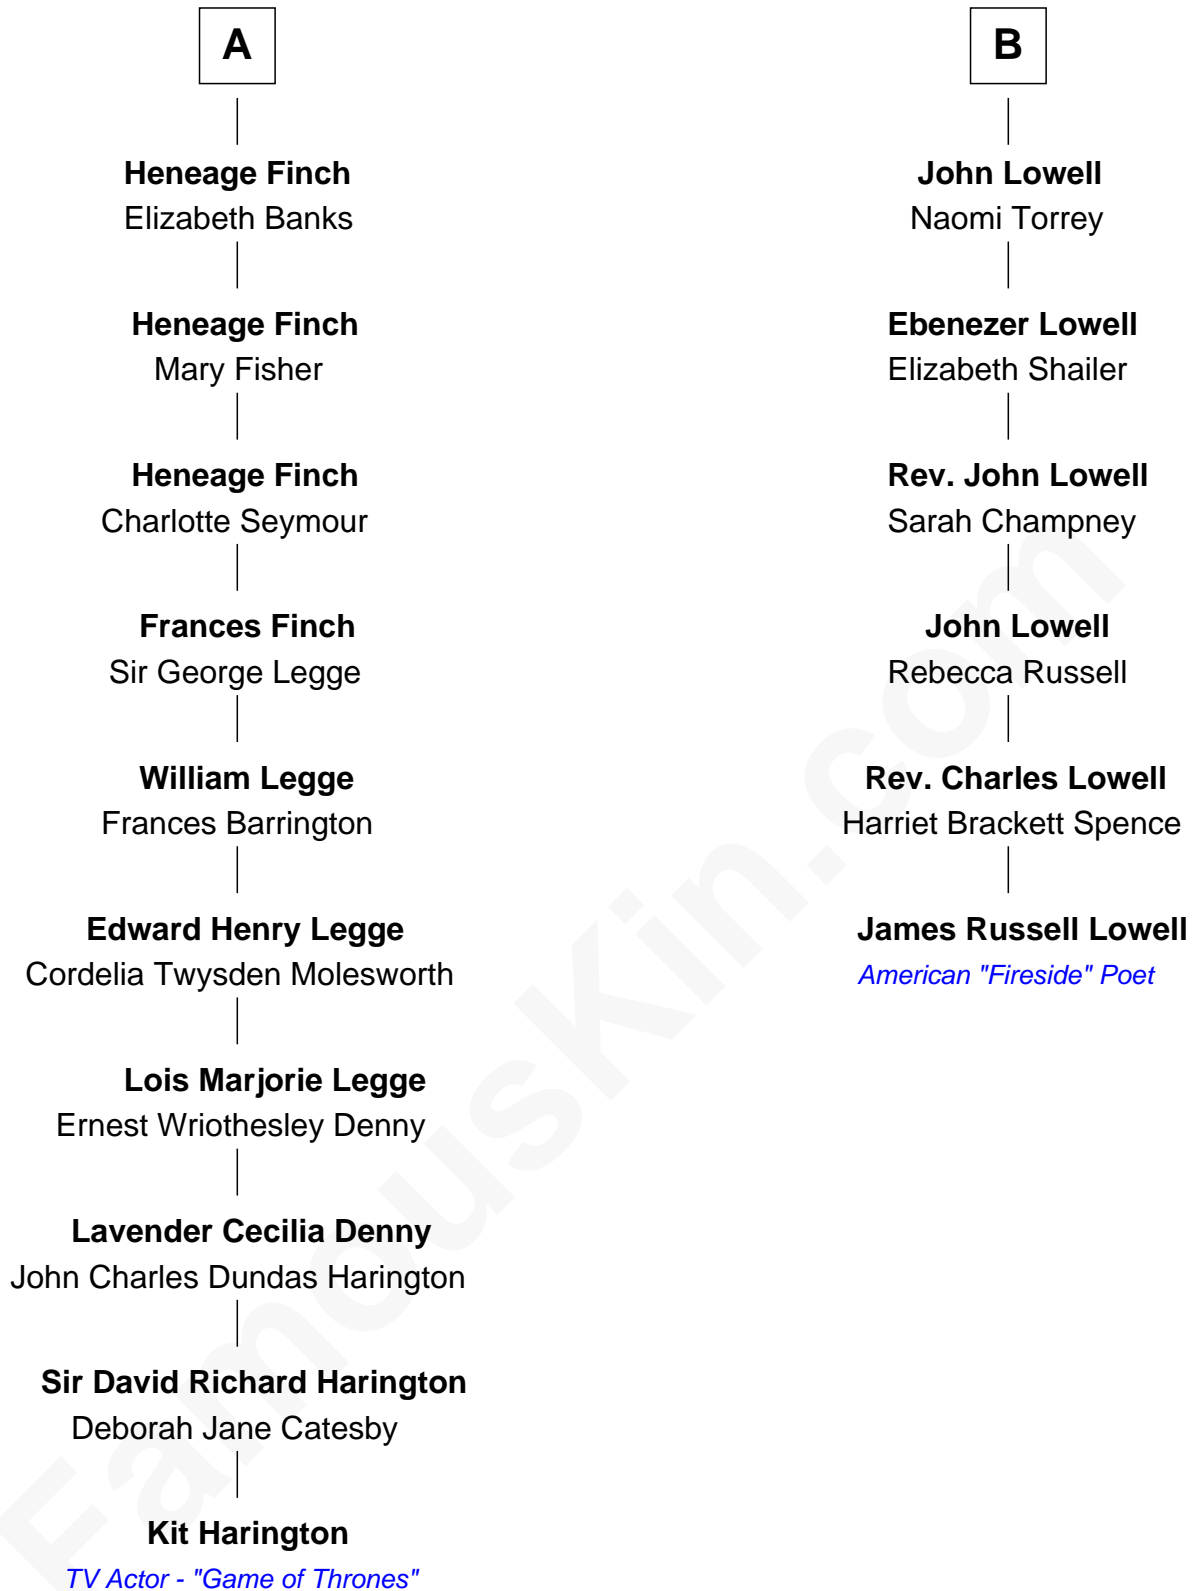 A
Heneage Finch
Elizabeth Banks
Heneage Finch
Mary Fisher
Heneage Finch
Charlotte Seymour
Frances Finch
Sir George Legge
William Legge
Frances Barrington
Edward Henry Legge
Cordelia Twysden Molesworth
Lois Marjorie Legge
Ernest Wriothesley Denny
Lavender Cecilia Denny
John Charles Dundas Harington
Sir David Richard Harington
Deborah Jane Catesby
Kit Harington
TV Actor - "Game of Thrones"
B
John Lowell
Naomi Torrey
Ebenezer Lowell
Elizabeth Shailer
Rev. John Lowell
Sarah Champney
John Lowell
Rebecca Russell
Rev. Charles Lowell
Harriet Brackett Spence
James Russell Lowell
American "Fireside" Poet
FamousKin.com